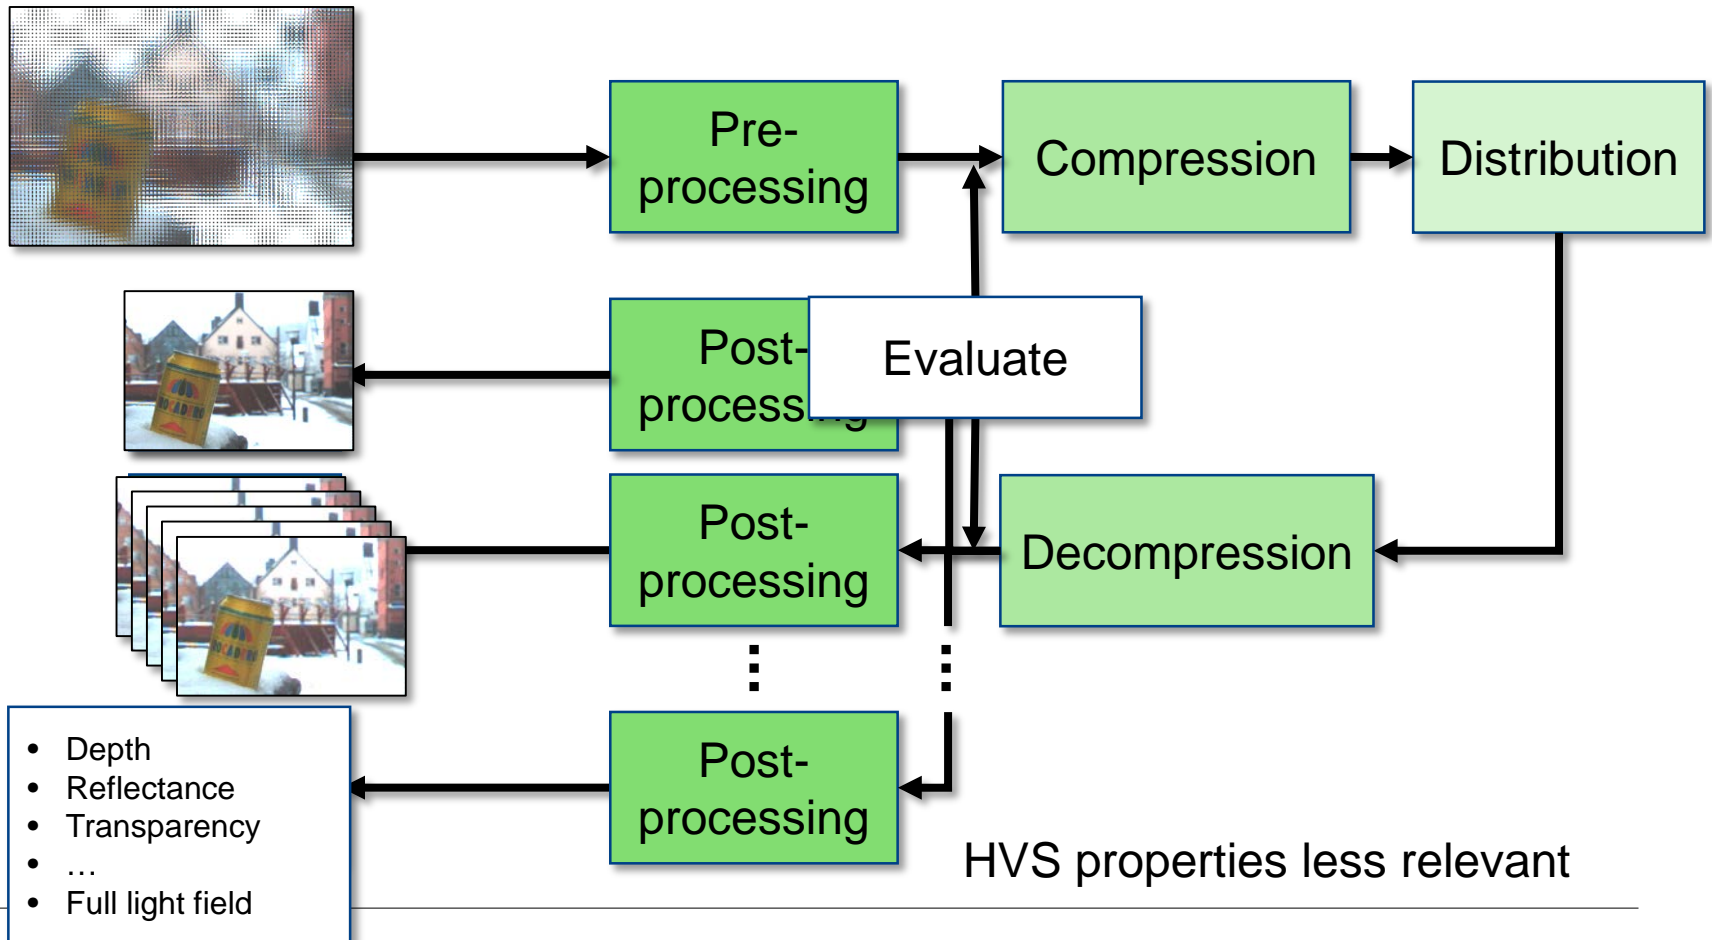 Pre-
processing
Compression
Distribution
Post-
processing
Evaluate
Post-
processing
Decompression
Post-
processing
• Depth
• Reflectance
• Transparency
• …
• Full light field
HVS properties less relevant